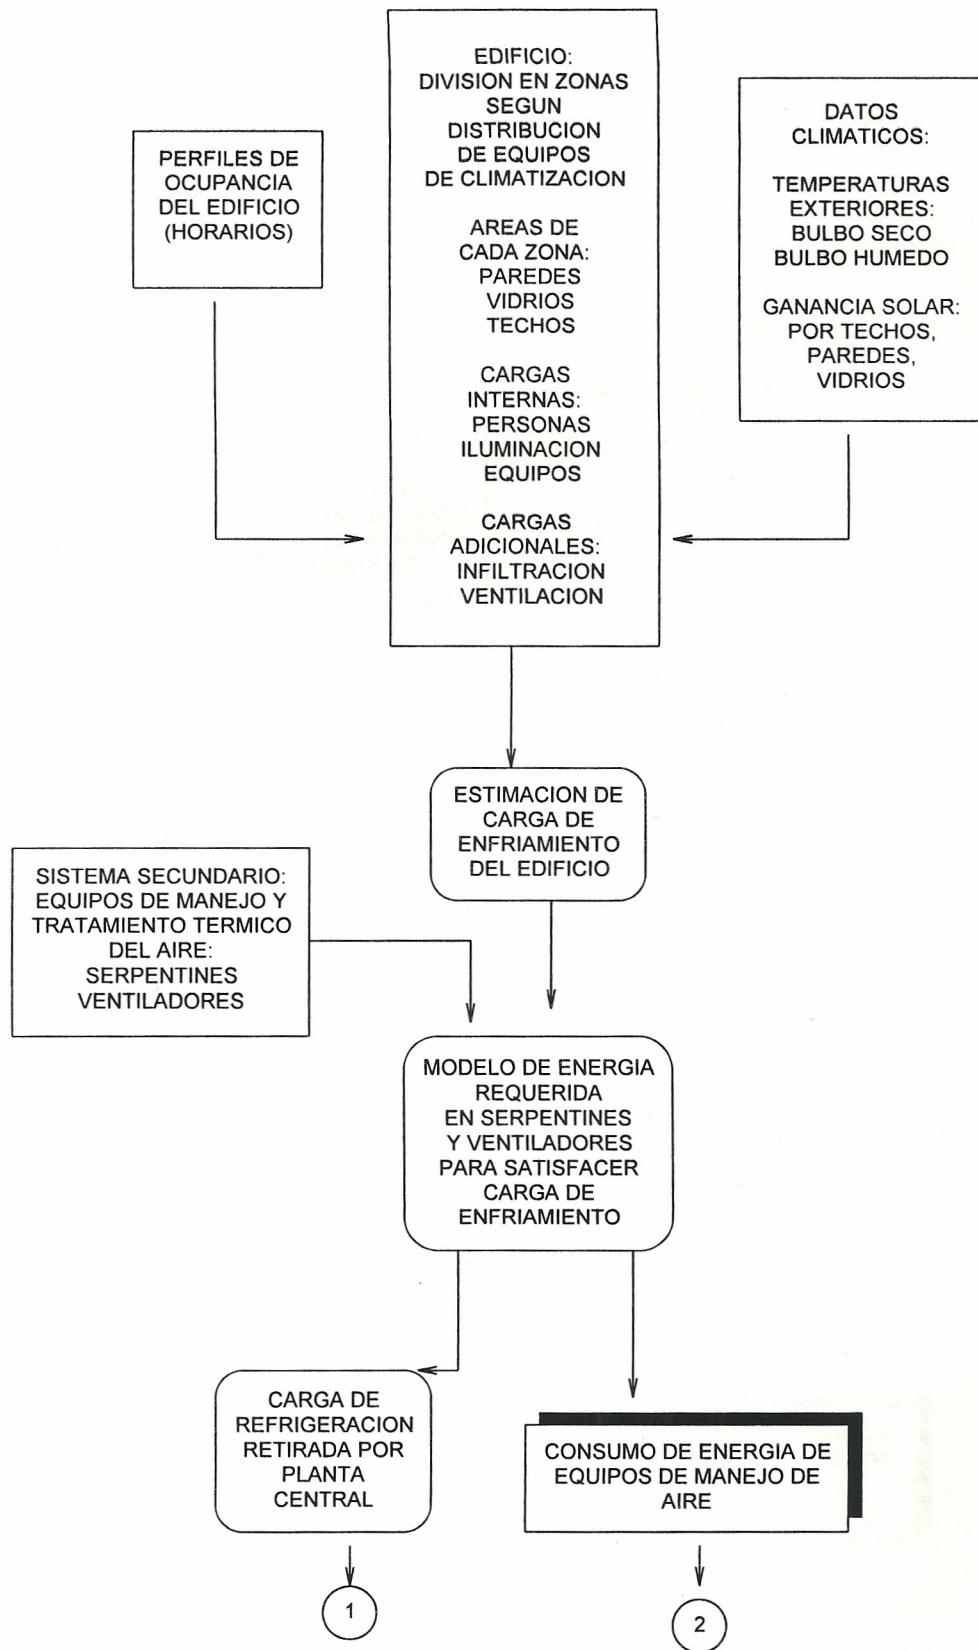 PERFILES DE
OCUPANCIA
DEL EDIFICIO
(HORARIOS)
EDIFICIO:
DIVISION EN ZONAS
SEGUN
DISTRIBUCION
DE EQUIPOS
DE CLIMATIZACION
AREAS DE
CADA ZONA:
PAREDES
VIDRIOS
TECHOS
CARGAS
INTERNAS:
PERSONAS
ILUMINACION
EQUIPOS
CARGAS
ADICIONALES:
INFILTRACION
VENTILACION
DATOS
CLIMATICOS:
TEMPERATURAS
EXTERIORES:
BULBO SECO
BULBO HUMEDO
GANANCIA SOLAR:
POR TECHOS,
PAREDES,
VIDRIOS
ESTIMACION DE
CARGA DE
ENFRIAMIENTO
DEL EDIFICIO
SISTEMA SECUNDARIO:
EQUIPOS DE MANEJO Y
TRATAMIENTO TERMICO
DEL AIRE:
SERPENTINES
VENTILADORES
MODELO DE ENERGIA
REQUERIDA
EN SERPENTINES
Y VENTILADORES
PARA SATISFACER
CARGA DE
ENFRIAMIENTO
CARGA DE
REFRIGERACION
RETIRADA POR
PLANTA
CENTRAL
CONSUMO DE ENERGIA DE
EQUIPOS DE MANEJO DE
AIRE
1
2